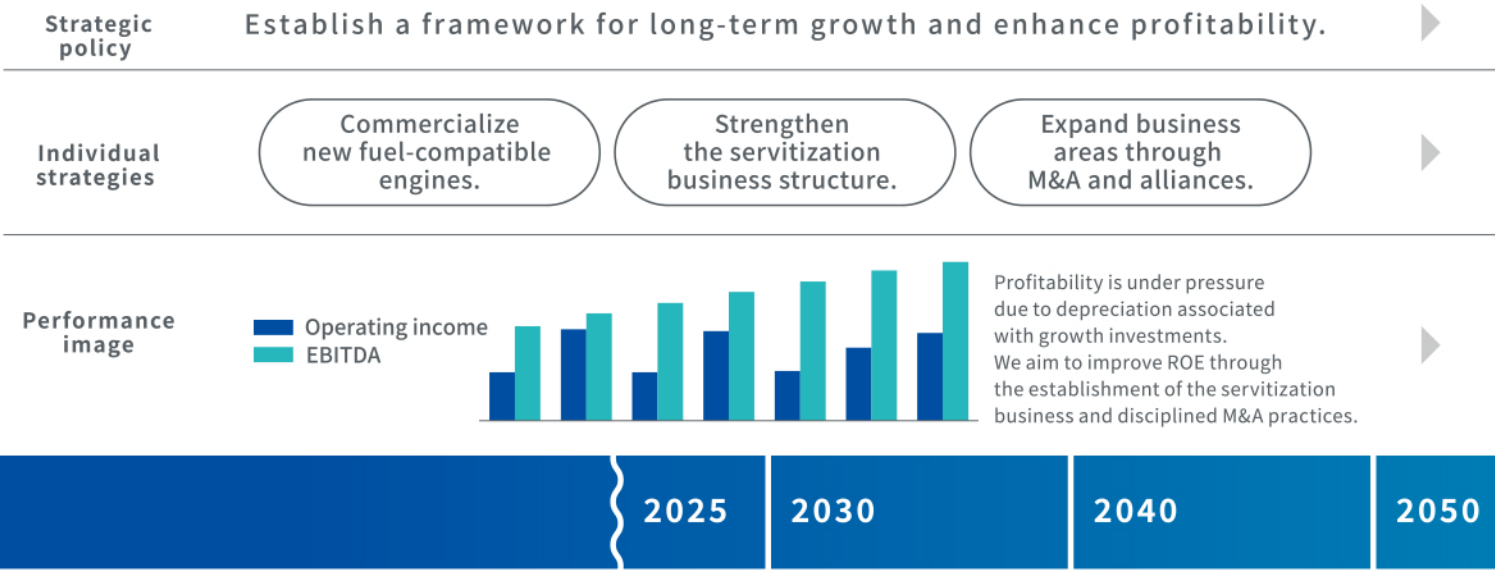 Strategic
policy
Establish a framework for long-term growth and enhance profitability.
Individual
strategies
Commercialize
new fuel-compatible
engines.
Strengthen
the servitization
business structure.
Expand business
areas through
M&A and alliances.
Performance
image
Operating income
EBITDA
Profitability is under pressure
due to depreciation associated
with growth investments.
We aim to improve ROE through
the establishment of the servitization
business and disciplined M&A practices.
2025
2030
2040
2050